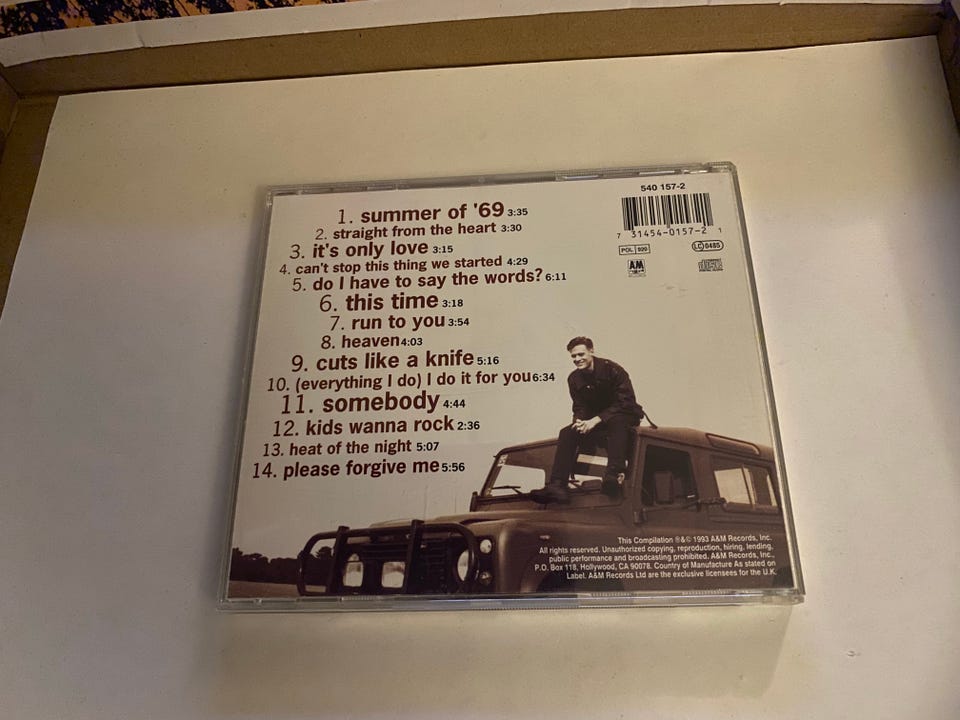 1. summer of '69 3:35
2. straight from the heart 3:30
3. it's only love 3:15
4. can't stop this thing we started 4:29
5. do I have to say the words? 6:11
6. this time 3:18
7. run to you 3:54
8. heaven 4:03
9. cuts like a knife 5:16
10. (everything I do) I do it for you 6:34
11. somebody 4:44
12. kids wanna rock 2:36
13. heat of the night 5:07
14. please forgive me 5:56
540 157-2
7 31454-0157-2 1
POL 920
LC 0485
AM
This Compilation ℗&© 1993 A&M Records, Inc.
All rights reserved. Unauthorized copying, reproduction, hiring, lending,
public performance and broadcasting prohibited. A&M Records, Inc.,
P.O. Box 118, Hollywood, CA 90078. Country of Manufacture As stated on
Label. A&M Records Ltd are the exclusive licensees for the U.K.